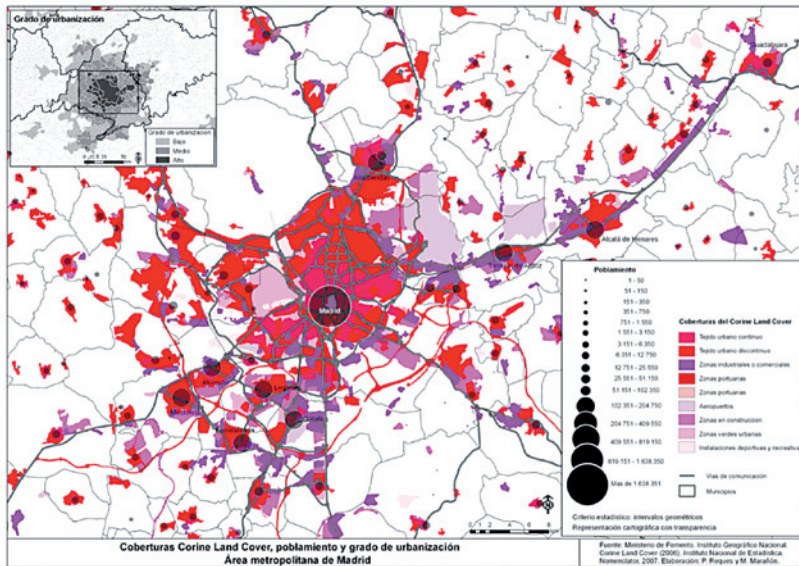 Grado de urbanización
Grado de urbanización
Bajo
Medio
Alto
Guadalajara
Alcobendas
Alcalá de Henares
Madrid
Móstoles
Poblamiento
1 - 50
51 - 150
151 - 350
351 - 750
751 - 1 550
1 551 - 3 150
3 151 - 6 350
6 351 - 12 750
12 751 - 25 550
25 551 - 51 150
51 151 - 102 350
102 351 - 204 750
204 751 - 409 550
409 551 - 819 150
819 151 - 1 638 350
Mas de 1 638 351
Coberturas del Corine Land Cover
Tejido urbano continuo
Tejido urbano discontinuo
Zonas industriales o comerciales
Zonas portuarias
Zonas portuarias
Aeropuertos
Zonas en construcción
Zonas verdes urbanas
Instalaciones deportivas y recreativas
Vías de comunicación
Municipios
Criterio estadístico: intervalos geométricos
Representación cartográfica con transparencia
N
Coberturas Corine Land Cover, poblamiento y grado de urbanización
Área metropolitana de Madrid
Fuente: Ministerio de Fomento. Instituto Geográfico Nacional.
Corine Land Cover (2006). Instituto Nacional de Estadística.
Nomenclator, 2007. Elaboración: P. Reques y M. Marañón.